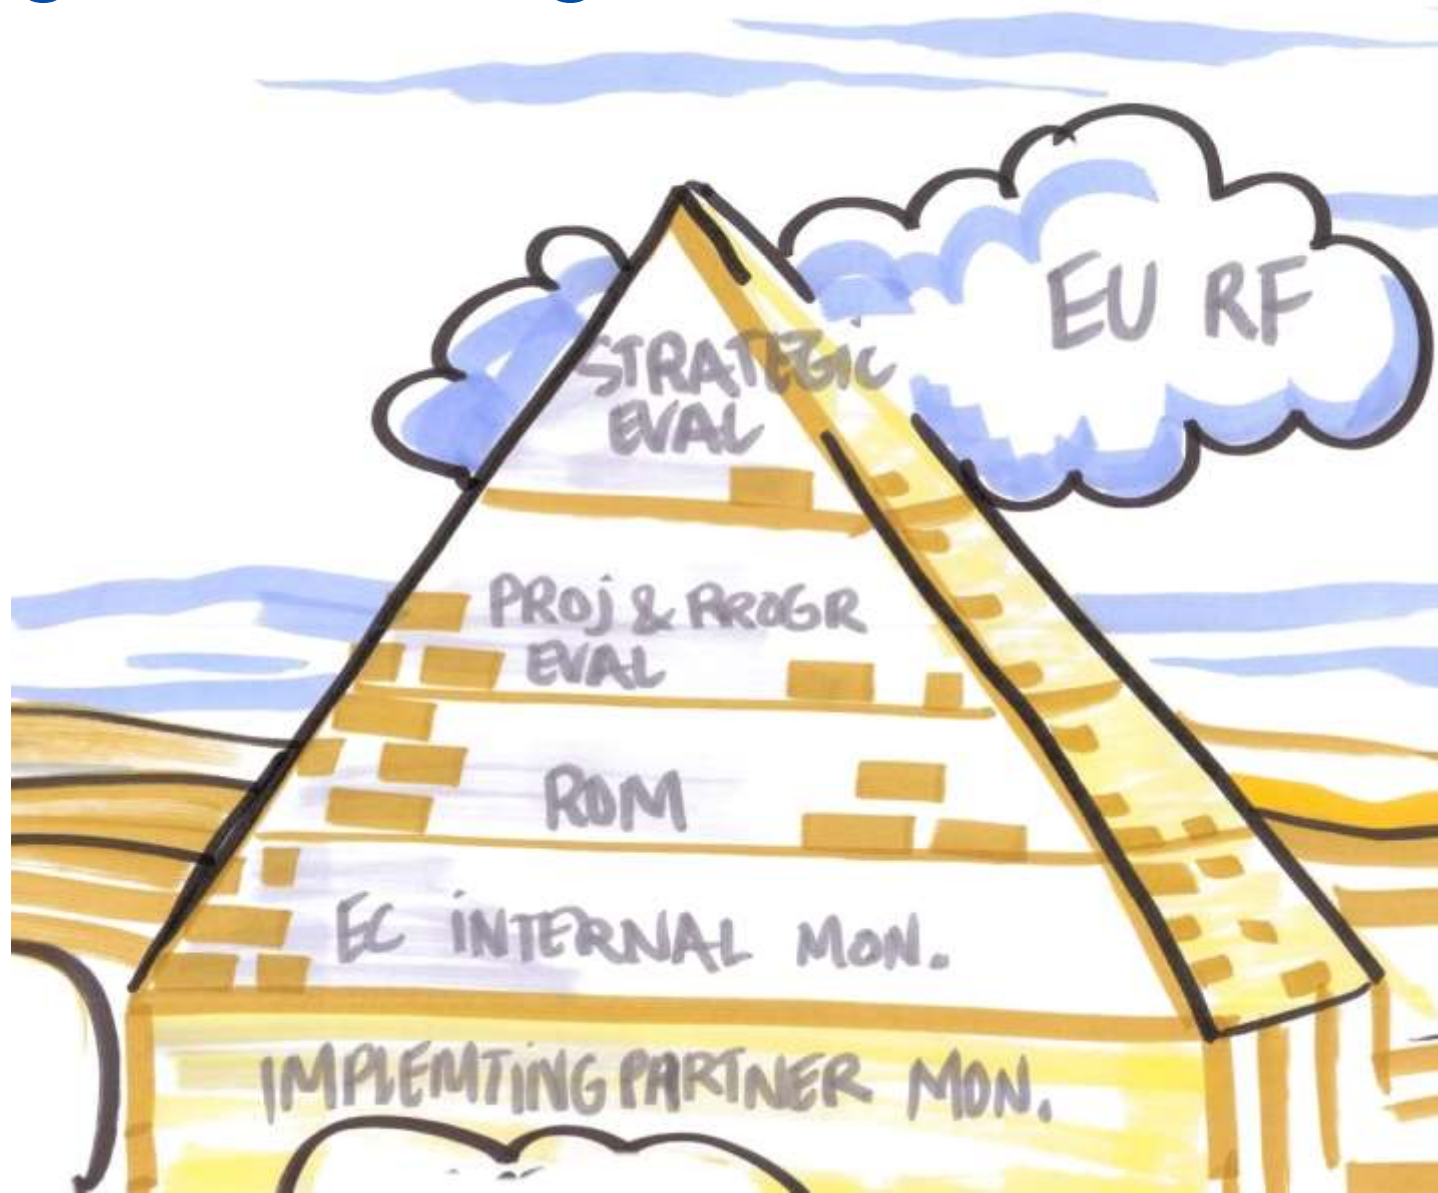 EU RF
STRATEGIC
EVAL
PROJ & PROGR
EVAL
ROM
EC INTERNAL MON.
IMPLEMTING PARTNER MON.